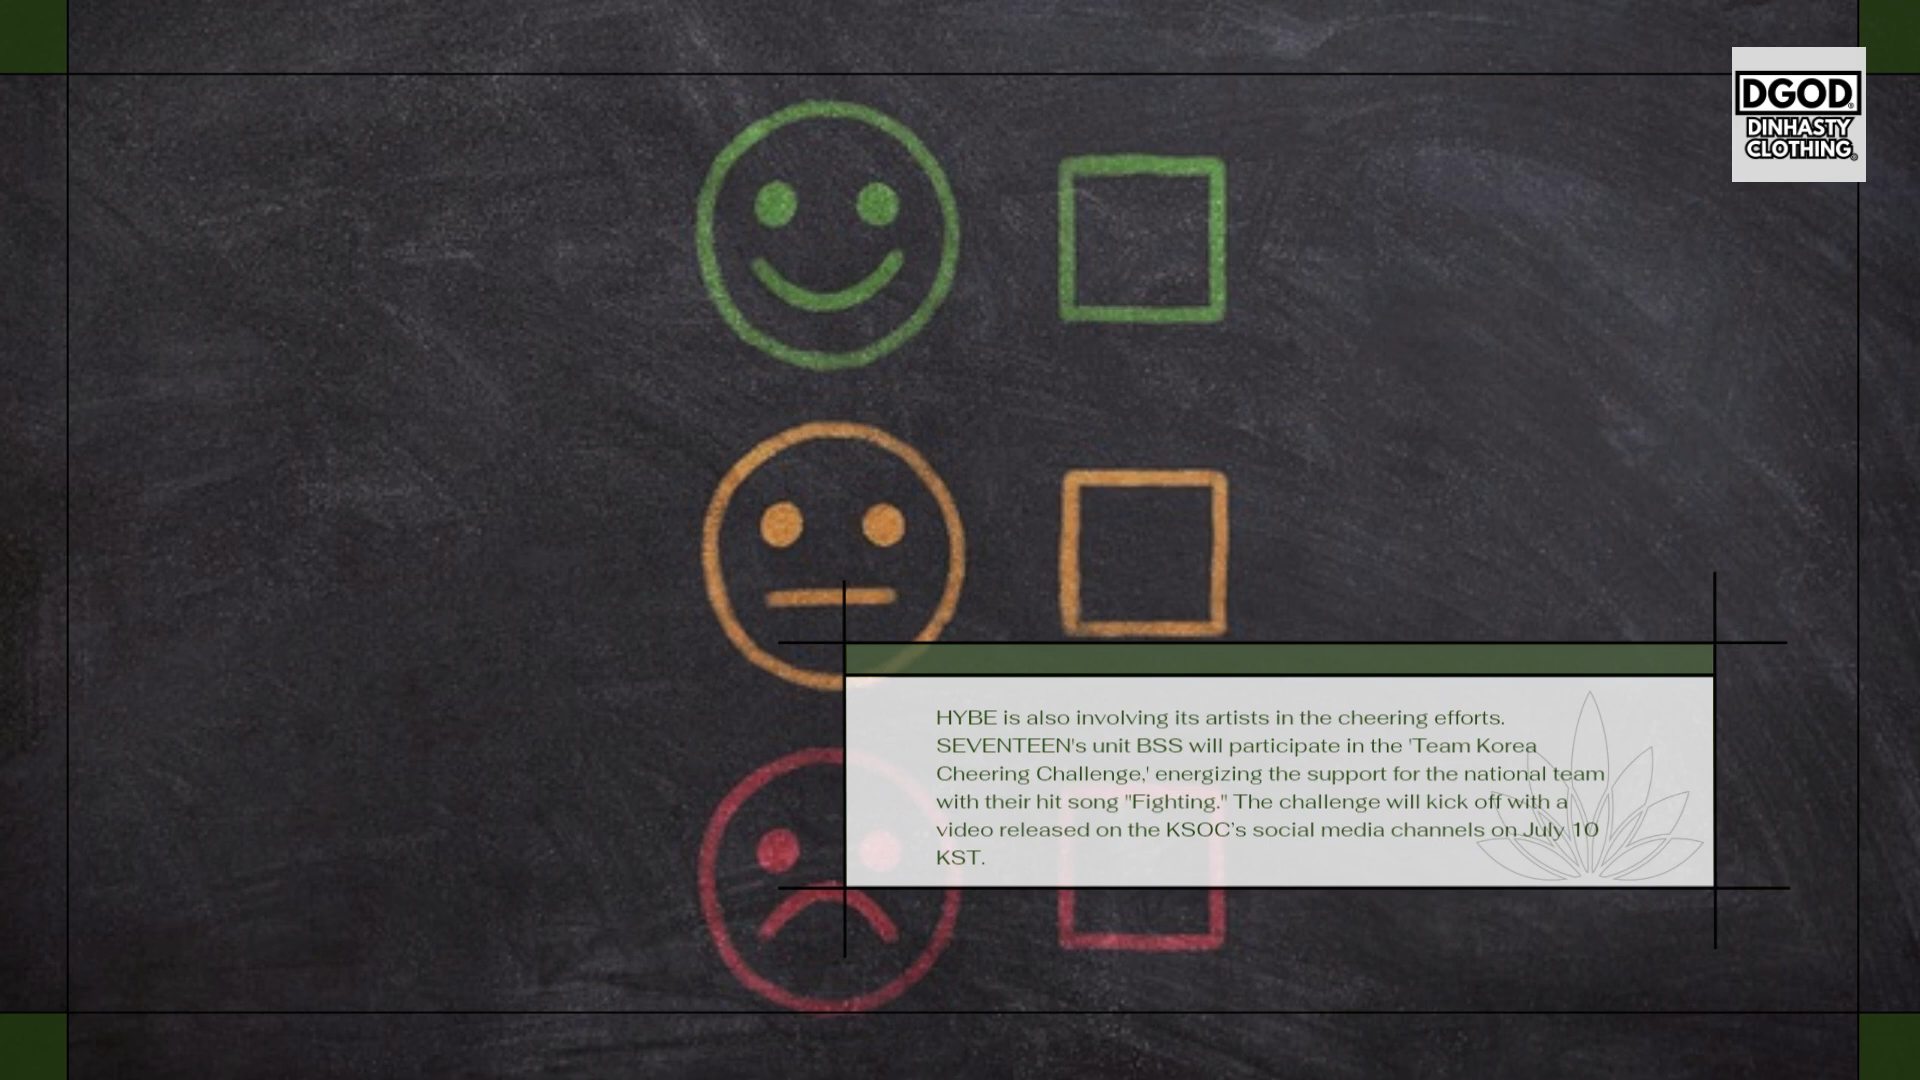 DGOD
DINHASTY
CLOTHING
HYBE is also involving its artists in the cheering efforts.
SEVENTEEN's unit BSS will participate in the 'Team Korea
Cheering Challenge,' energizing the support for the national team
with their hit song "Fighting." The challenge will kick off with a
video released on the KSOC’s social media channels on July 10
KST.